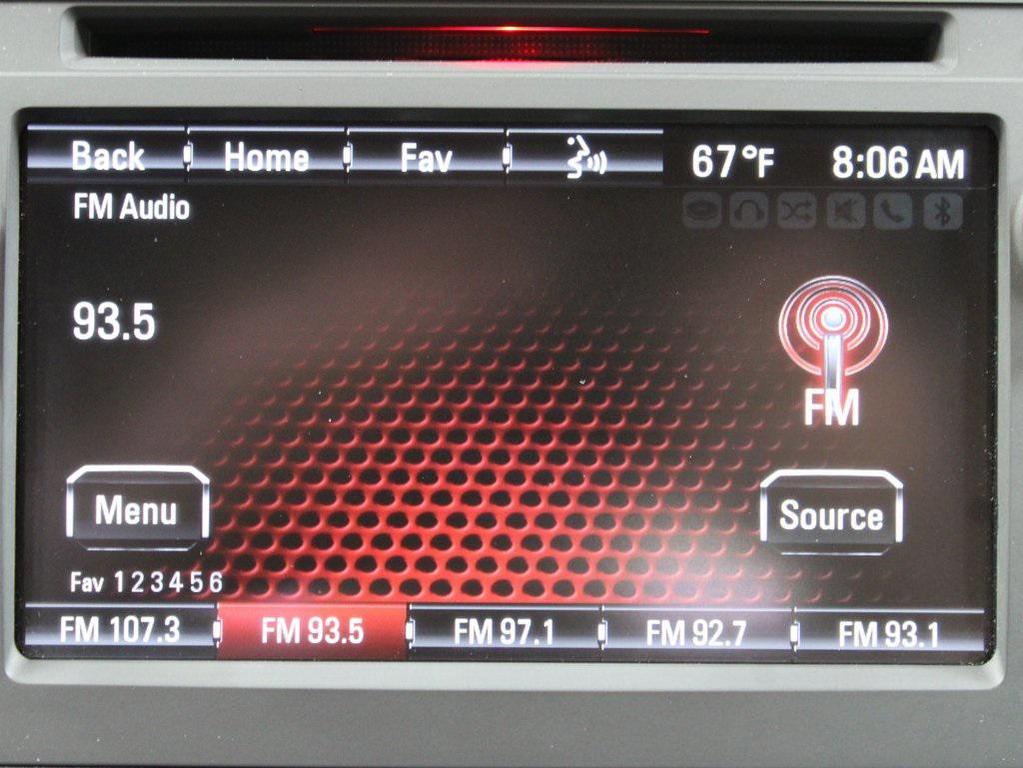 Back Home Fav 67°F 8:06 AM
FM Audio
93.5
FM
Menu Source
Fav 1 2 3 4 5 6
FM 107.3 FM 93.5 FM 97.1 FM 92.7 FM 93.1